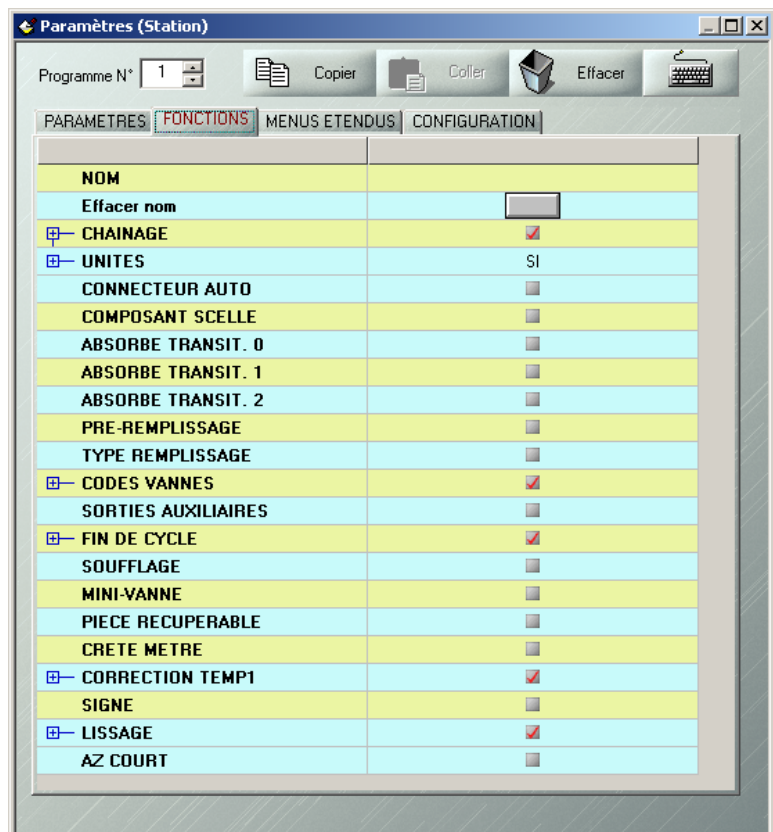 Paramètres (Station)
Programme N° 1 Copier Coller Effacer
PARAMETRES FONCTIONS MENUS ETENDUS CONFIGURATION
NOM
Effacer nom
CHAINAGE
UNITES SI
CONNECTEUR AUTO
COMPOSANT SCELLE
ABSORBE TRANSIT. 0
ABSORBE TRANSIT. 1
ABSORBE TRANSIT. 2
PRE-REMPLISSAGE
TYPE REMPLISSAGE
CODES VANNES
SORTIES AUXILIAIRES
FIN DE CYCLE
SOUFFLAGE
MINI-VANNE
PIECE RECUPERABLE
CRETE METRE
CORRECTION TEMP1
SIGNE
LISSAGE
AZ COURT